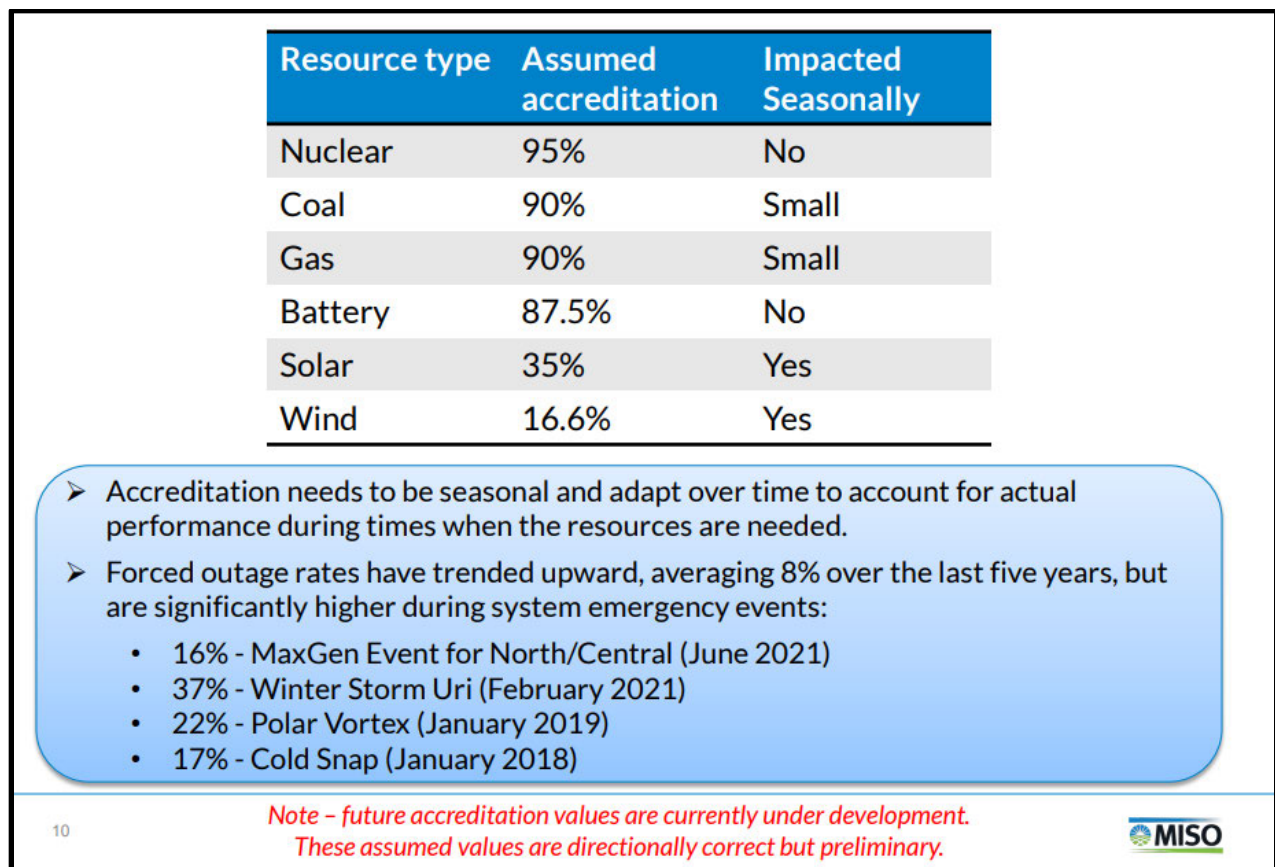 Resource type Assumed accreditation Impacted Seasonally
Nuclear 95% No
Coal 90% Small
Gas 90% Small
Battery 87.5% No
Solar 35% Yes
Wind 16.6% Yes
➢ Accreditation needs to be seasonal and adapt over time to account for actual
performance during times when the resources are needed.
➢ Forced outage rates have trended upward, averaging 8% over the last five years, but
are significantly higher during system emergency events:
• 16% - MaxGen Event for North/Central (June 2021)
• 37% - Winter Storm Uri (February 2021)
• 22% - Polar Vortex (January 2019)
• 17% - Cold Snap (January 2018)
10
Note – future accreditation values are currently under development.
These assumed values are directionally correct but preliminary.
MISO